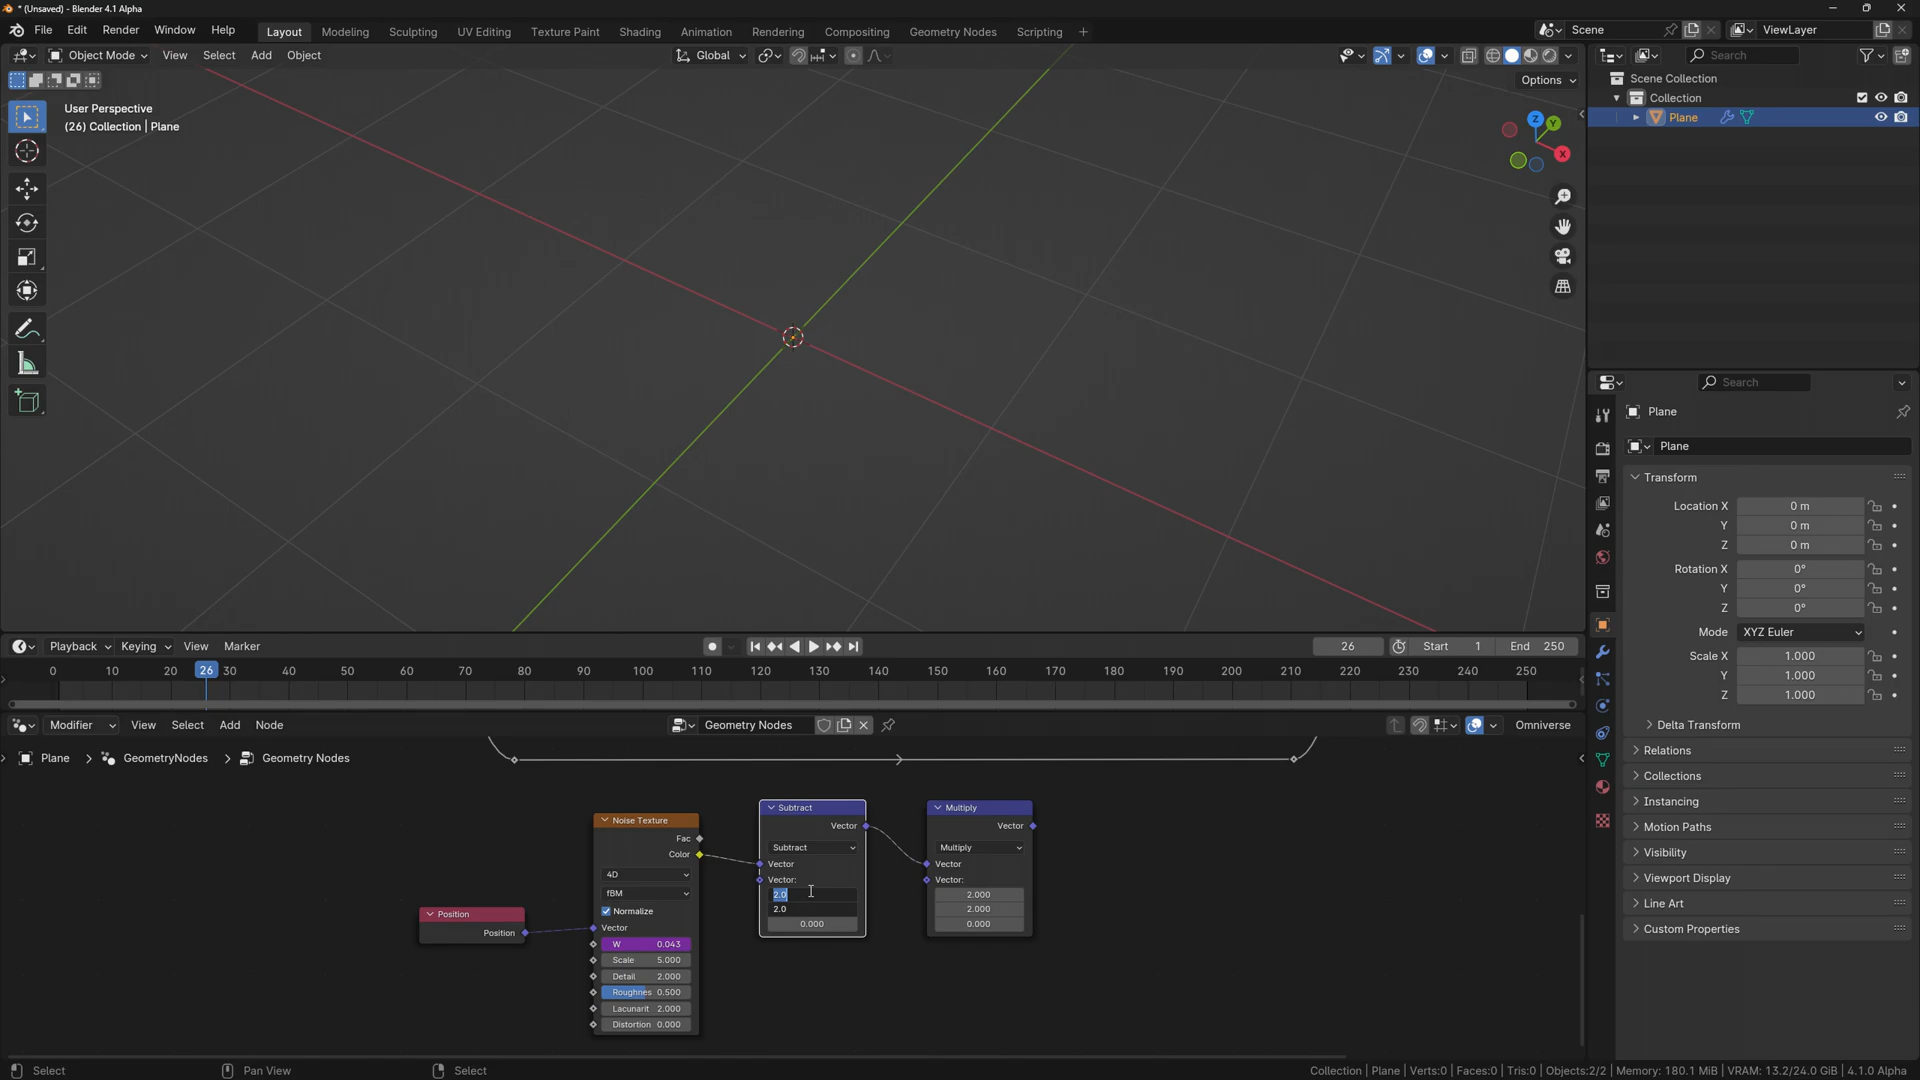 * (Unsaved) - Blender 4.1 Alpha
File Edit Render Window Help Layout Modeling Sculpting UV Editing Texture Paint Shading Animation Rendering Compositing Geometry Nodes Scripting + Scene ViewLayer
Object Mode View Select Add Object Global Search
Options
User Perspective
(26) Collection | Plane
Z
Y
X
Scene Collection
Collection
Plane
Search
Plane
Plane
Transform
Location X 0 m
Y 0 m
Z 0 m
Rotation X 0°
Y 0°
Z 0°
Mode XYZ Euler
Scale X 1.000
Y 1.000
Z 1.000
Delta Transform
Relations
Collections
Instancing
Motion Paths
Visibility
Viewport Display
Line Art
Custom Properties
Playback Keying View Marker 26 Start 1 End 250
0 10 26 30 40 50 60 70 80 90 100 110 120 130 140 150 160 170 180 190 200 210 220 230 240 250
Modifier View Select Add Node Geometry Nodes Omniverse
Plane > GeometryNodes > Geometry Nodes
Position
Position
Noise Texture
Fac
Color
4D
fBM
Normalize
Vector
W 0.043
Scale 5.000
Detail 2.000
Roughnes 0.500
Lacunarit 2.000
Distortion 0.000
Subtract
Vector
Subtract
Vector
Vector:
2.0
2.0
0.000
Multiply
Vector
Multiply
Vector
Vector:
2.000
2.000
0.000
Select Pan View Select Collection | Plane | Verts:0 | Faces:0 | Tris:0 | Objects:2/2 | Memory: 180.1 MiB | VRAM: 13.2/24.0 GiB | 4.1.0 Alpha